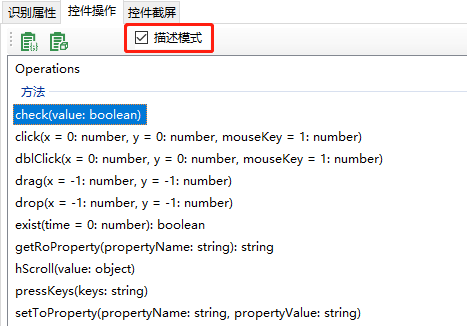 识别属性 控件操作 控件截屏
描述模式
Operations
方法
check(value: boolean)
click(x = 0: number, y = 0: number, mouseKey = 1: number)
dblClick(x = 0: number, y = 0: number, mouseKey = 1: number)
drag(x = -1: number, y = -1: number)
drop(x = -1: number, y = -1: number)
exist(time = 0: number): boolean
getRoProperty(propertyName: string): string
hScroll(value: object)
pressKeys(keys: string)
setToProperty(propertyName: string, propertyValue: string)